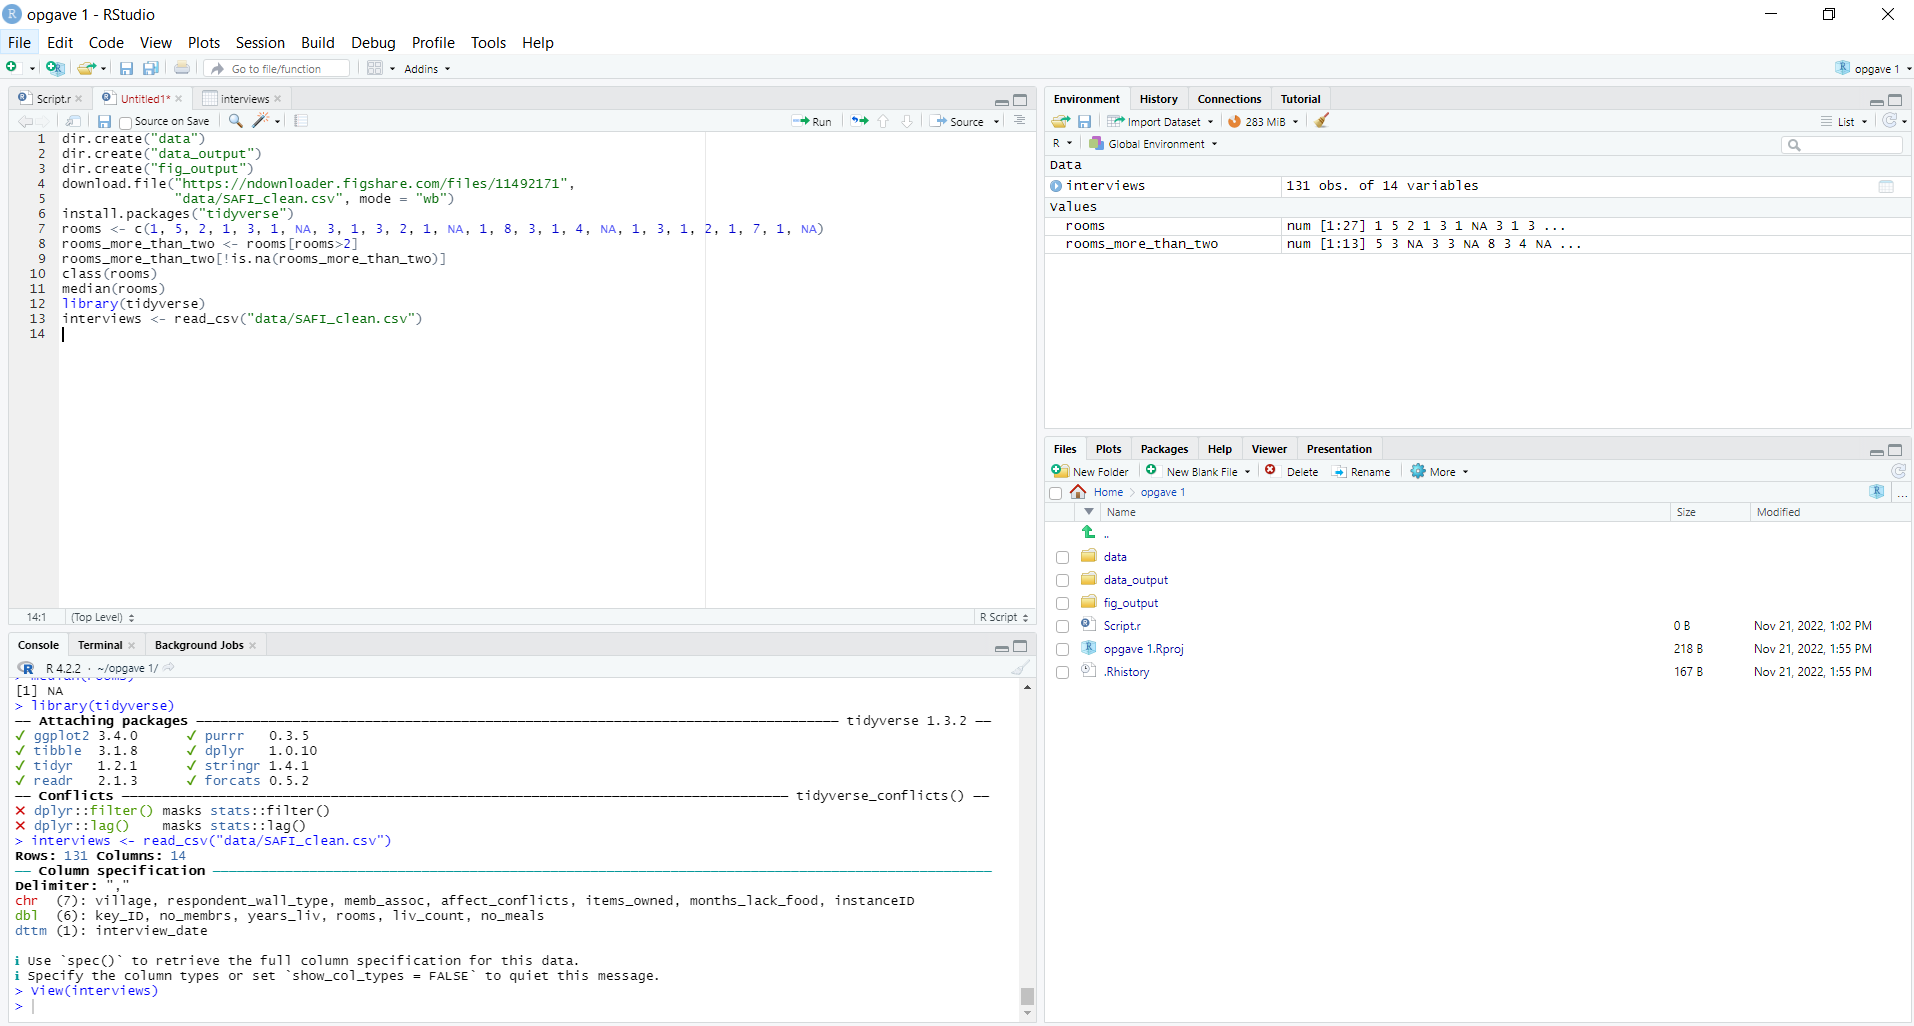 opgave 1 - RStudio
File Edit Code View Plots Session Build Debug Profile Tools Help
Go to file/function Addins opgave 1
Script.r Untitled1* interviews
Source on Save Run Source
1 dir.create("data")
2 dir.create("data_output")
3 dir.create("fig_output")
4 download.file("https://ndownloader.figshare.com/files/11492171",
5 "data/SAFI_clean.csv", mode = "wb")
6 install.packages("tidyverse")
7 rooms <- c(1, 5, 2, 1, 3, 1, NA, 3, 1, 3, 2, 1, NA, 1, 8, 3, 1, 4, NA, 1, 3, 1, 2, 1, 7, 1, NA)
8 rooms_more_than_two <- rooms[rooms>2]
9 rooms_more_than_two[!is.na(rooms_more_than_two)]
10 class(rooms)
11 median(rooms)
12 library(tidyverse)
13 interviews <- read_csv("data/SAFI_clean.csv")
14
14:1 (Top Level) R Script
Console Terminal Background Jobs
R 4.2.2 · ~/opgave 1/
> median(rooms)
[1] NA
> library(tidyverse)
── Attaching packages ── tidyverse 1.3.2 ──
✓ ggplot2 3.4.0 ✓ purrr 0.3.5
✓ tibble 3.1.8 ✓ dplyr 1.0.10
✓ tidyr 1.2.1 ✓ stringr 1.4.1
✓ readr 2.1.3 ✓ forcats 0.5.2
── Conflicts ── tidyverse_conflicts() ──
✕ dplyr::filter() masks stats::filter()
✕ dplyr::lag() masks stats::lag()
> interviews <- read_csv("data/SAFI_clean.csv")
Rows: 131 Columns: 14
── Column specification ──
Delimiter: ","
chr (7): village, respondent_wall_type, memb_assoc, affect_conflicts, items_owned, months_lack_food, instanceID
dbl (6): key_ID, no_membrs, years_liv, rooms, liv_count, no_meals
dttm (1): interview_date
i Use `spec()` to retrieve the full column specification for this data.
i Specify the column types or set `show_col_types = FALSE` to quiet this message.
> View(interviews)
>
Environment History Connections Tutorial
Import Dataset 283 MiB List
R Global Environment
Data
interviews 131 obs. of 14 variables
Values
rooms num [1:27] 1 5 2 1 3 1 NA 3 1 3 ...
rooms_more_than_two num [1:13] 5 3 NA 3 3 NA 8 3 4 NA ...
Files Plots Packages Help Viewer Presentation
New Folder New Blank File Delete Rename More
Home opgave 1 ...
Name Size Modified
..
data
data_output
fig_output
Script.r 0 B Nov 21, 2022, 1:02 PM
opgave 1.Rproj 218 B Nov 21, 2022, 1:55 PM
.Rhistory 167 B Nov 21, 2022, 1:55 PM